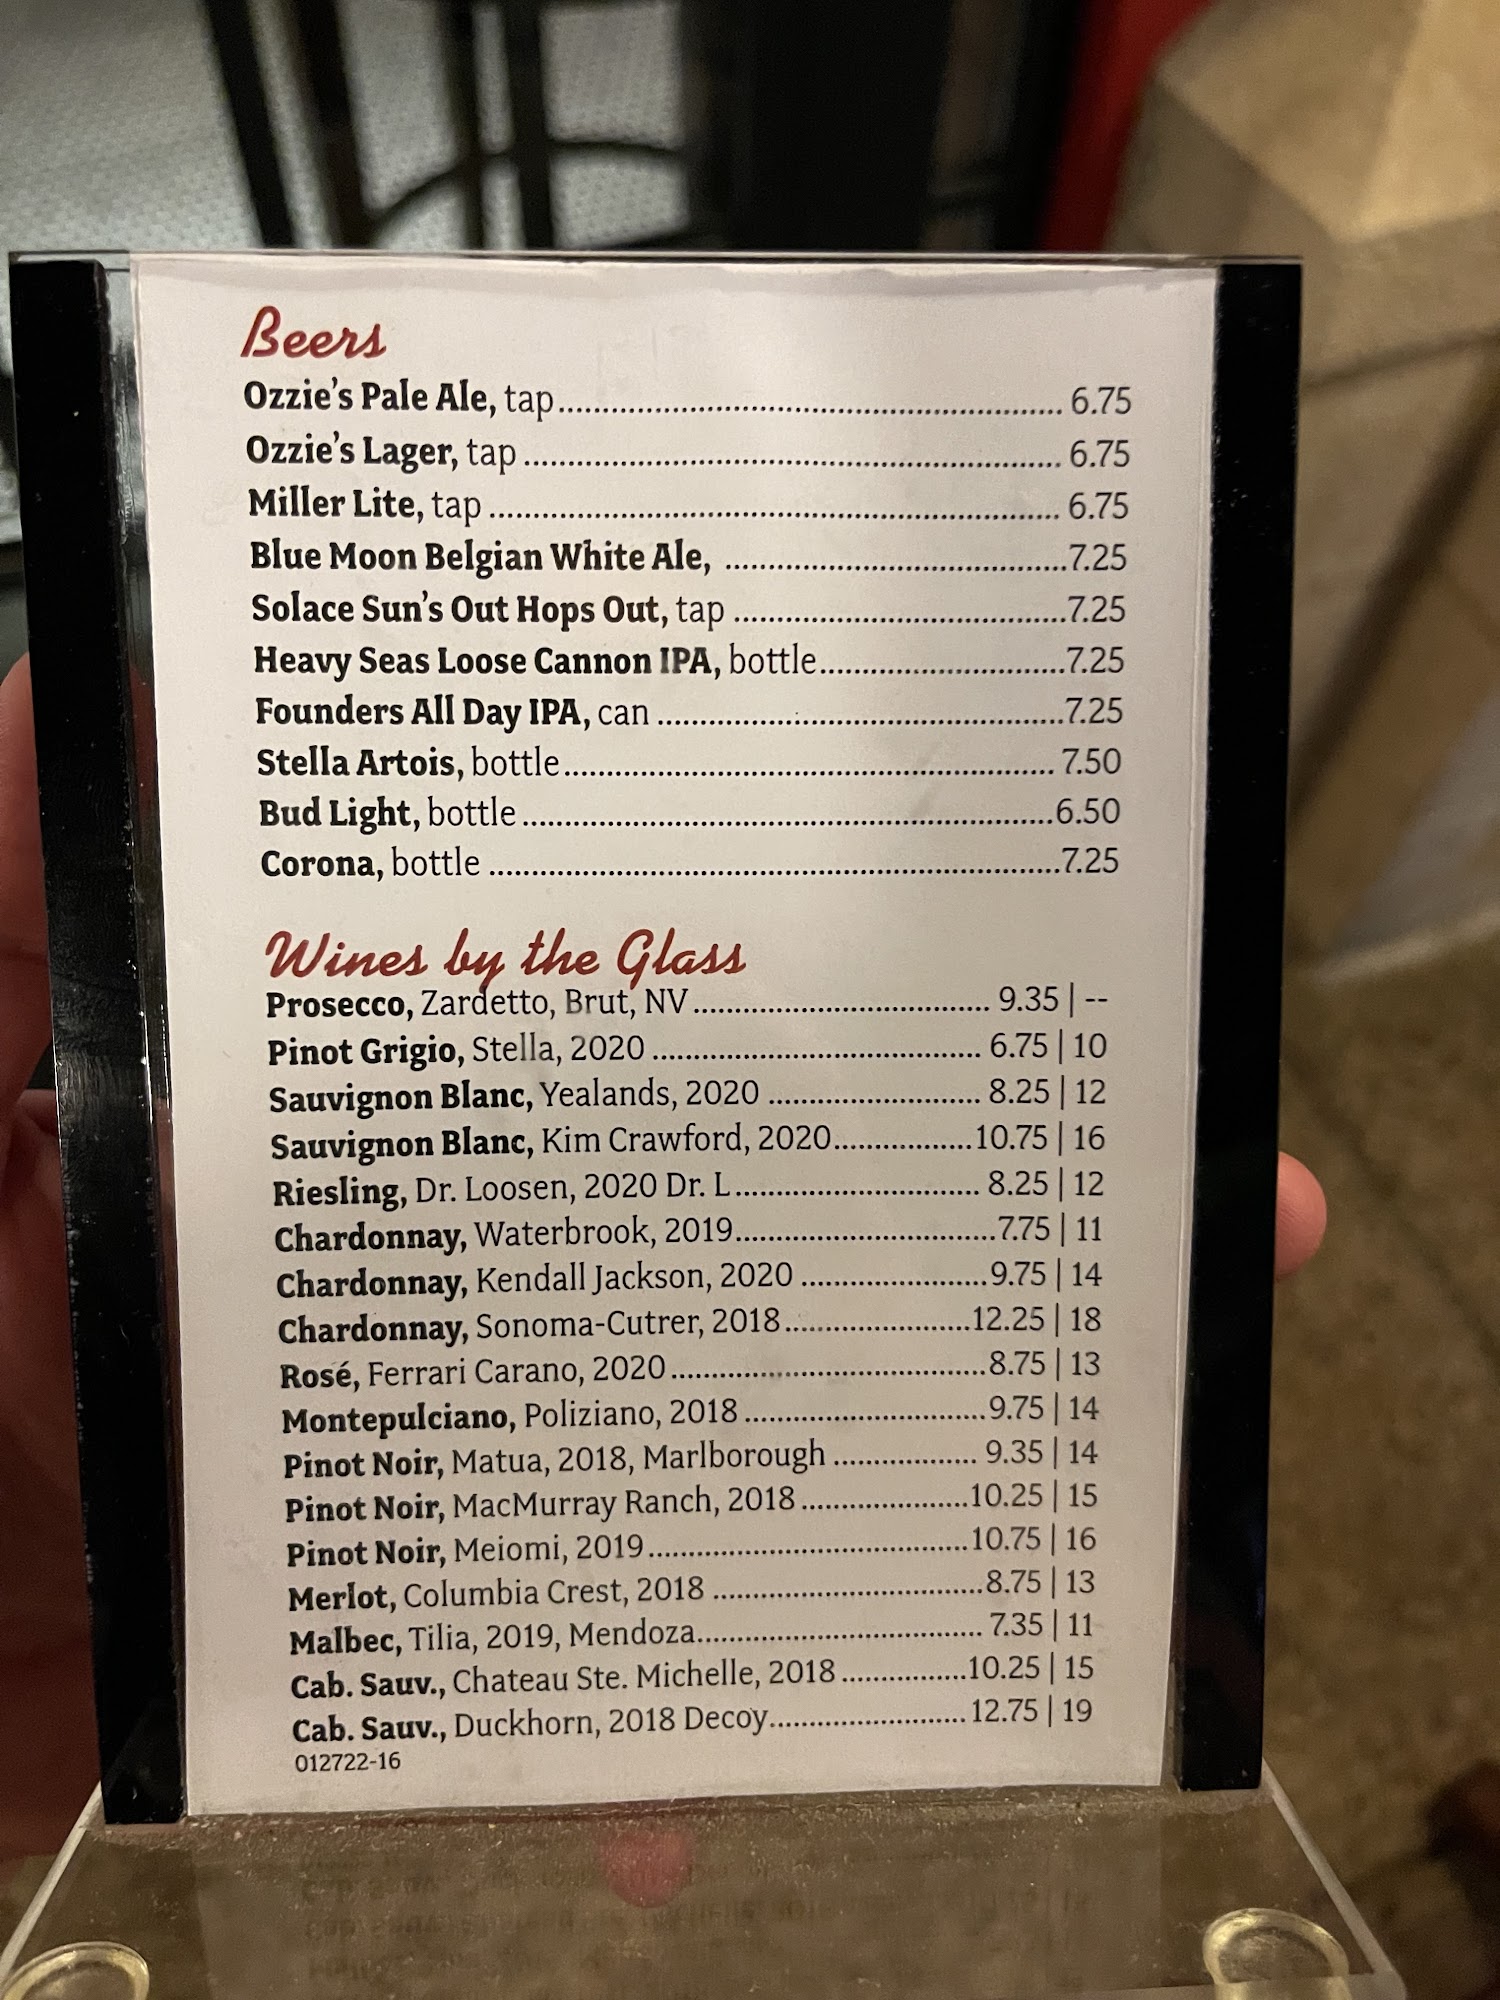 Beers
Ozzie's Pale Ale, tap.......... 6.75
Ozzie's Lager, tap .......... 6.75
Miller Lite, tap .......... 6.75
Blue Moon Belgian White Ale, ..........7.25
Solace Sun's Out Hops Out, tap ..........7.25
Heavy Seas Loose Cannon IPA, bottle..........7.25
Founders All Day IPA, can ..........7.25
Stella Artois, bottle.......... 7.50
Bud Light, bottle ..........6.50
Corona, bottle ..........7.25
Wines by the Glass
Prosecco, Zardetto, Brut, NV .......... 9.35 | --
Pinot Grigio, Stella, 2020 .......... 6.75 | 10
Sauvignon Blanc, Yealands, 2020 .......... 8.25 | 12
Sauvignon Blanc, Kim Crawford, 2020..........10.75 | 16
Riesling, Dr. Loosen, 2020 Dr. L.......... 8.25 | 12
Chardonnay, Waterbrook, 2019..........7.75 | 11
Chardonnay, Kendall Jackson, 2020 ..........9.75 | 14
Chardonnay, Sonoma-Cutrer, 2018..........12.25 | 18
Rosé, Ferrari Carano, 2020 ..........8.75 | 13
Montepulciano, Poliziano, 2018 ..........9.75 | 14
Pinot Noir, Matua, 2018, Marlborough .......... 9.35 | 14
Pinot Noir, MacMurray Ranch, 2018 ..........10.25 | 15
Pinot Noir, Meiomi, 2019..........10.75 | 16
Merlot, Columbia Crest, 2018 ..........8.75 | 13
Malbec, Tilia, 2019, Mendoza.......... 7.35 | 11
Cab. Sauv., Chateau Ste. Michelle, 2018 ..........10.25 | 15
Cab. Sauv., Duckhorn, 2018 Decoy.......... 12.75 | 19
012722-16